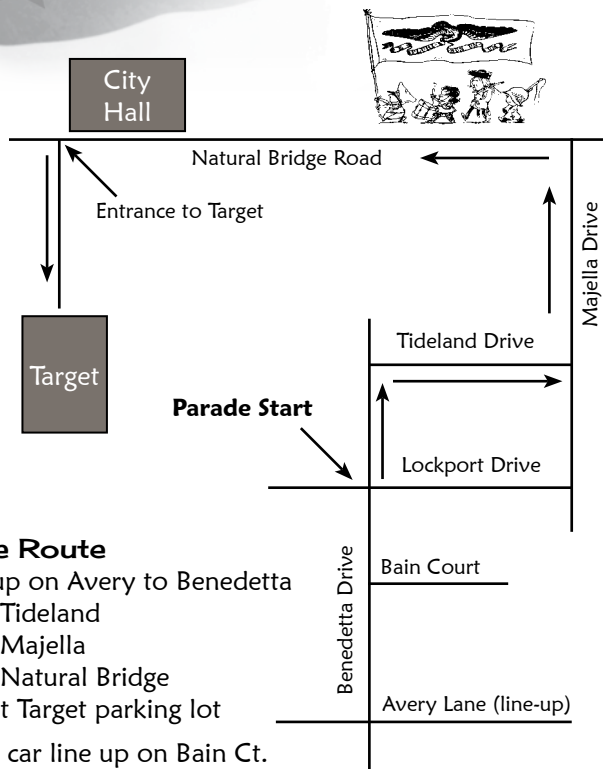 City
Hall
Natural Bridge Road
Entrance to Target
Majella Drive
Target
Tideland Drive
Parade Start
Lockport Drive
Route
up on Avery to Benedetta
Tideland
Majella
Natural Bridge
Target parking lot
car line up on Bain Ct.
Benedetta Drive
Bain Court
Avery Lane (line-up)